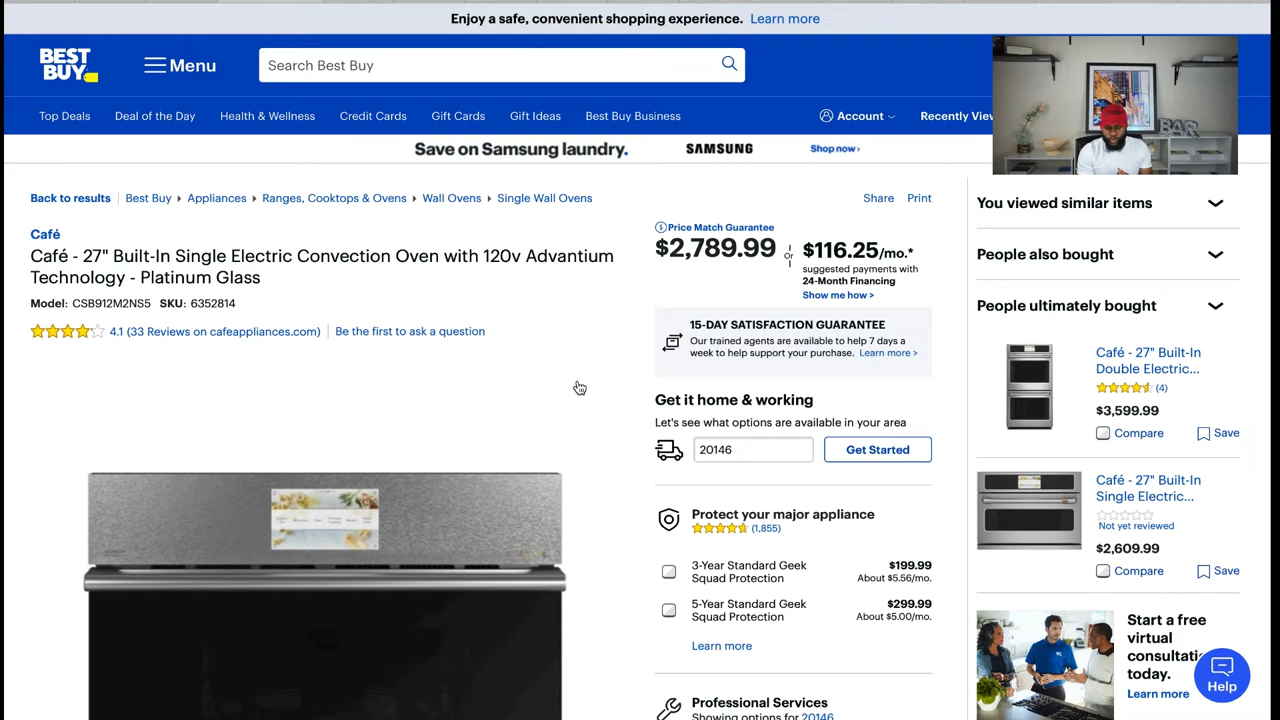 Enjoy a safe, convenient shopping experience. Learn more
BEST
BUY
Menu
Search Best Buy
Top Deals
Deal of the Day
Health & Wellness
Credit Cards
Gift Cards
Gift Ideas
Best Buy Business
Account
BAR
Save on Samsung laundry.
SAMSUNG
Shop now›
Back to results
Best Buy
Appliances
Ranges, Cooktops & Ovens
Wall Ovens
Single Wall Ovens
Share
Print
Café
Café - 27" Built-In Single Electric Convection Oven with 120v Advantium
Technology - Platinum Glass
Model: CSB912M2NS5 SKU: 6352814
4.1 (33 Reviews on cafeappliances.com)
Be the first to ask a question
Price Match Guarantee
$2,789.99
Or
$116.25/mo.*
suggested payments with
24-Month Financing
Show me how >
15-DAY SATISFACTION GUARANTEE
Our trained agents are available to help 7 days a
week to help support your purchase. Learn more >
Get it home & working
Let's see what options are available in your area
20146
Get Started
Protect your major appliance
(1,855)
3-Year Standard Geek
Squad Protection
$199.99
About $5.56/mo.
5-Year Standard Geek
Squad Protection
$299.99
About $5.00/mo.
Learn more
Professional Services
Showing options for 20146
You viewed similar items
People also bought
People ultimately bought
Café - 27" Built-In
Double Electric...
(4)
$3,599.99
Compare
Save
Café - 27" Built-In
Single Electric...
Not yet reviewed
$2,609.99
Compare
Save
Start a free
virtual
today.
Learn more
Help